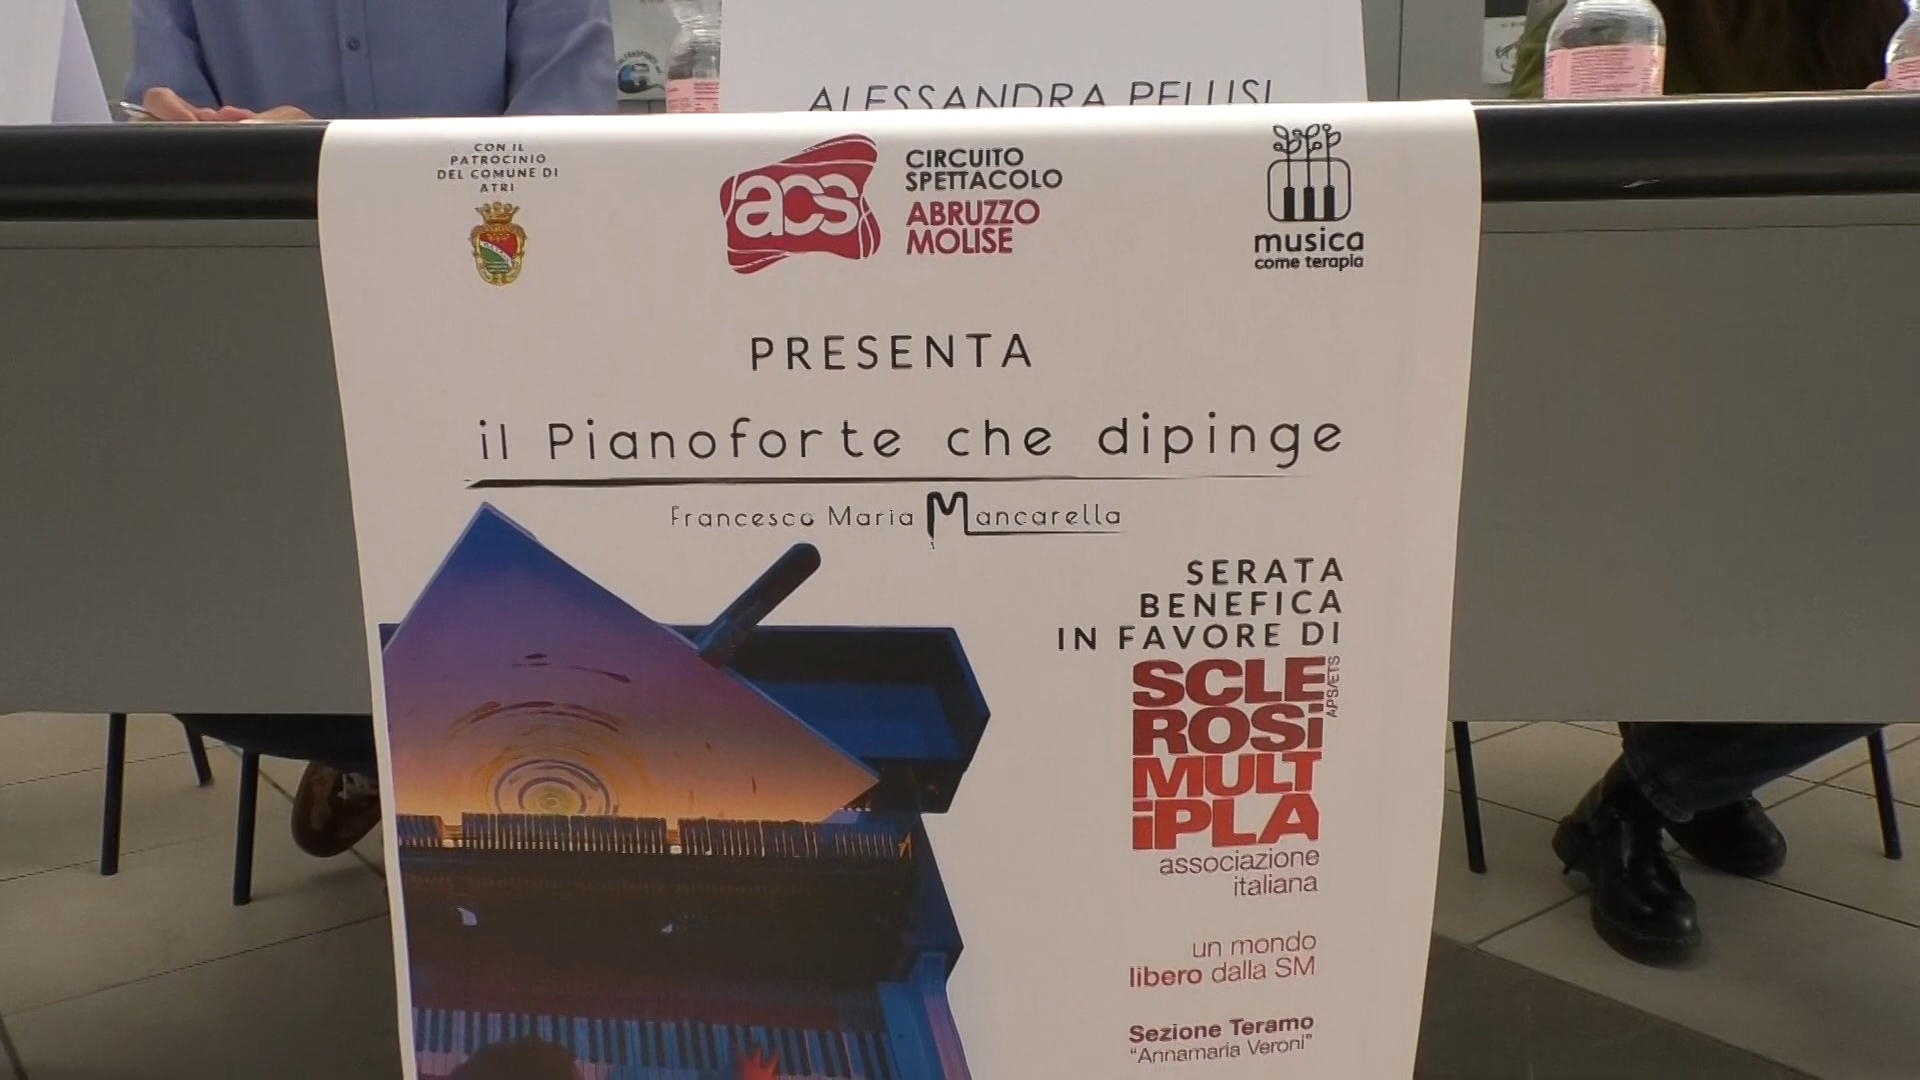 ALESSANDRA PELLISI
CON IL
PATROCINIO
DEL COMUNE DI
ATRI
acs
CIRCUITO
SPETTACOLO
ABRUZZO
MOLISE
musica
come terapia
PRESENTA
il Pianoforte che dipinge
Francesco Maria Mancarella
SERATA
BENEFICA
IN FAVORE DI
SCLE
ROSi
MULT
iPLA
APS/ETS
associazione
italiana
un mondo
libero dalla SM
Sezione Teramo
"Annamaria Veroni"